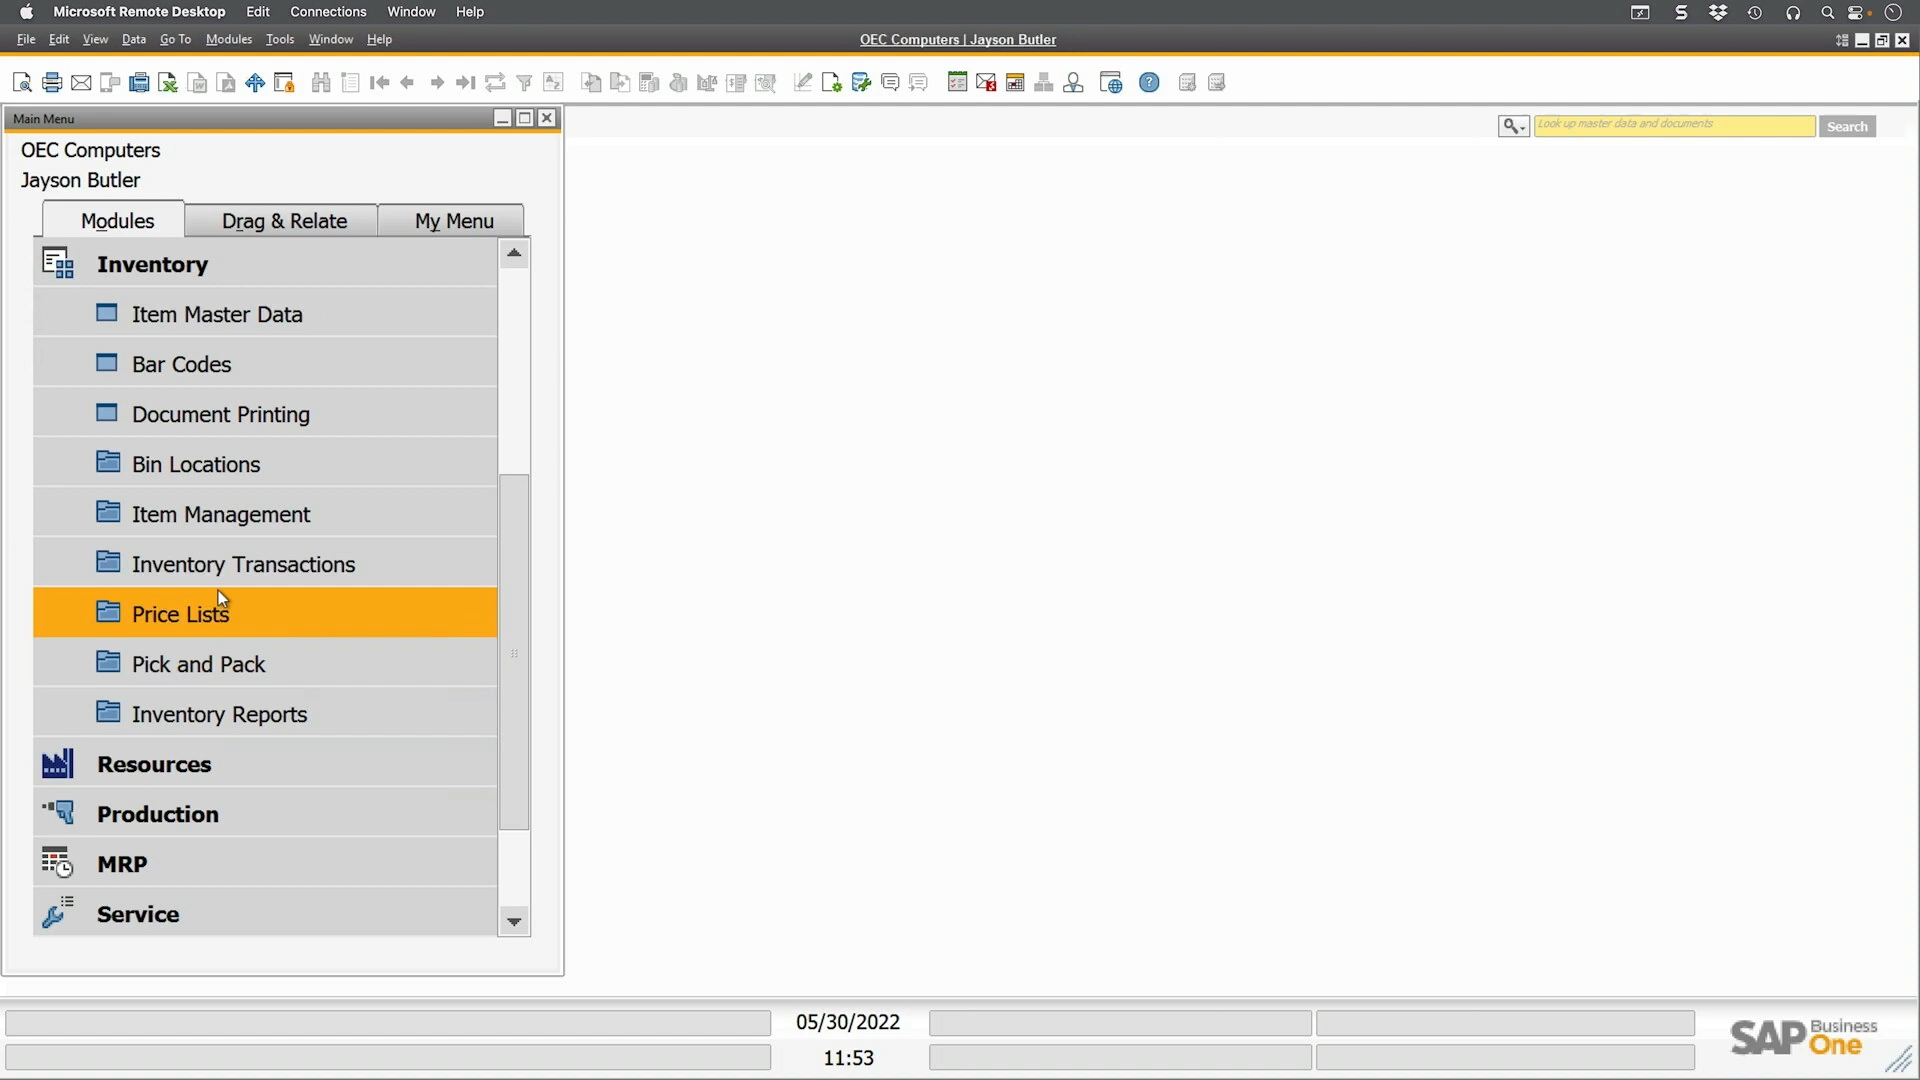 Microsoft Remote Desktop Edit Connections Window Help
File Edit View Data Go To Modules Tools Window Help
OEC Computers | Jayson Butler
Main Menu
Look up master data and documents
Search
OEC Computers
Jayson Butler
Modules Drag & Relate My Menu
Inventory
Item Master Data
Bar Codes
Document Printing
Bin Locations
Item Management
Inventory Transactions
Price Lists
Pick and Pack
Inventory Reports
Resources
Production
MRP
Service
05/30/2022
11:53
SAP Business One